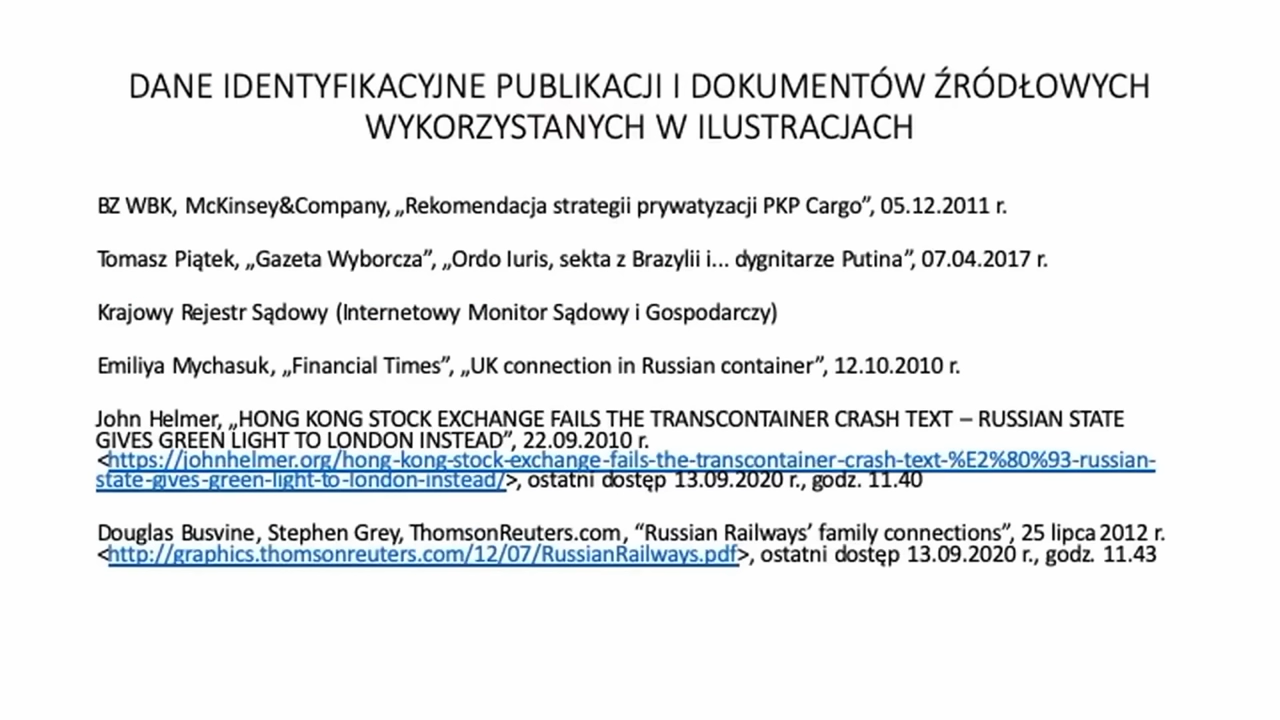 DANE IDENTYFIKACYJNE PUBLIKACJI I DOKUMENTÓW ŹRÓDŁOWYCH
WYKORZYSTANYCH W ILUSTRACJACH
BZ WBK, McKinsey&Company, „Rekomendacja strategii prywatyzacji PKP Cargo”, 05.12.2011 r.
Tomasz Piątek, „Gazeta Wyborcza”, „Ordo Iuris, sekta z Brazylii i... dygnitarze Putina”, 07.04.2017 r.
Krajowy Rejestr Sądowy (Internetowy Monitor Sądowy i Gospodarczy)
Emiliya Mychasuk, „Financial Times”, „UK connection in Russian container”, 12.10.2010 r.
John Helmer, „HONG KONG STOCK EXCHANGE FAILS THE TRANSCONTAINER CRASH TEXT – RUSSIAN STATE
GIVES GREEN LIGHT TO LONDON INSTEAD”, 22.09.2010 r.
<https://johnhelmer.org/hong-kong-stock-exchange-fails-the-transcontainer-crash-text-%E2%80%93-russian-
state-gives-green-light-to-london-instead/>, ostatni dostęp 13.09.2020 r., godz. 11.40
Douglas Busvine, Stephen Grey, ThomsonReuters.com, “Russian Railways’ family connections”, 25 lipca 2012 r.
<http://graphics.thomsonreuters.com/12/07/RussianRailways.pdf>, ostatni dostęp 13.09.2020 r., godz. 11.43